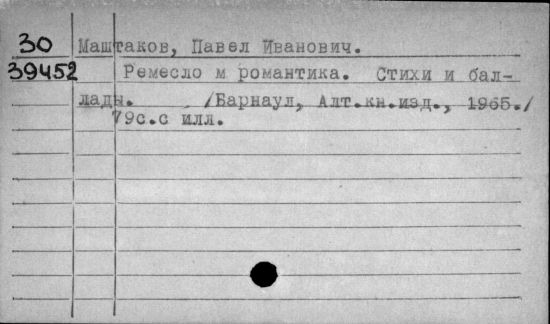 30 Маштаков, Павел Иванович.
39452 Ремесло м романтика. Стихи и бал-
лады. /Барнаул, Алт.кн.изд., 1965./
79с.с илл.